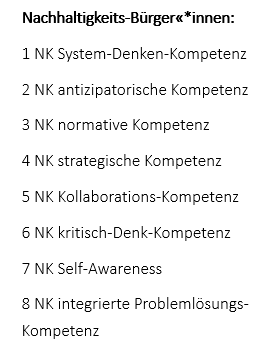 Nachhaltigkeits-Bürger«*innen:
1 NK System-Denken-Kompetenz
2 NK antizipatorische Kompetenz
3 NK normative Kompetenz
4 NK strategische Kompetenz
5 NK Kollaborations-Kompetenz
6 NK kritisch-Denk-Kompetenz
7 NK Self-Awareness
8 NK integrierte Problemlösungs-
Kompetenz